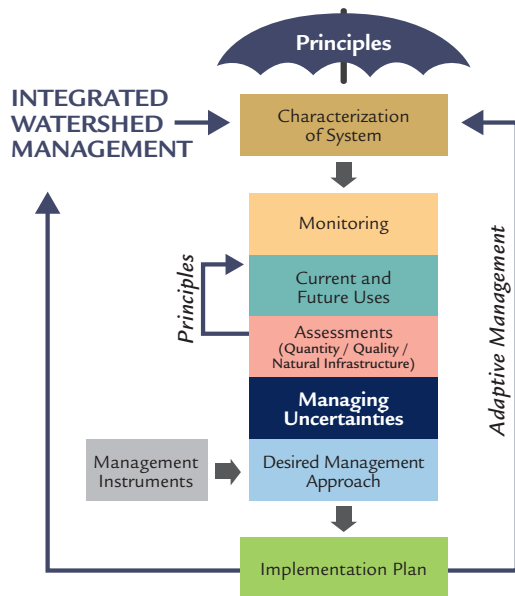 Principles
INTEGRATED
WATERSHED
MANAGEMENT
Characterization
of System
Monitoring
Current and
Future Uses
Principles
Assessments
(Quantity / Quality /
Natural Infrastructure)
Adaptive Management
Managing
Uncertainties
Management
Instruments
Desired Management
Approach
Implementation Plan